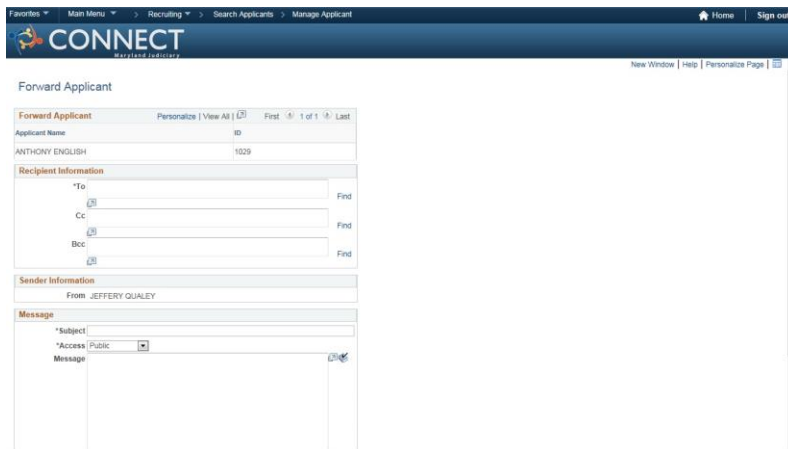 Favorites Main Menu > Recruiting > Search Applicants > Manage Applicant Home Sign out
CONNECT
Maryland Judiciary
New Window | Help | Personalize Page |
Forward Applicant
Forward Applicant Personalize | View All | First 1 of 1 Last
Applicant Name ID
ANTHONY ENGLISH 1029
Recipient Information
*To
Find
Cc
Find
Bcc
Find
Sender Information
From JEFFERY QUALEY
Message
*Subject
*Access Public
Message